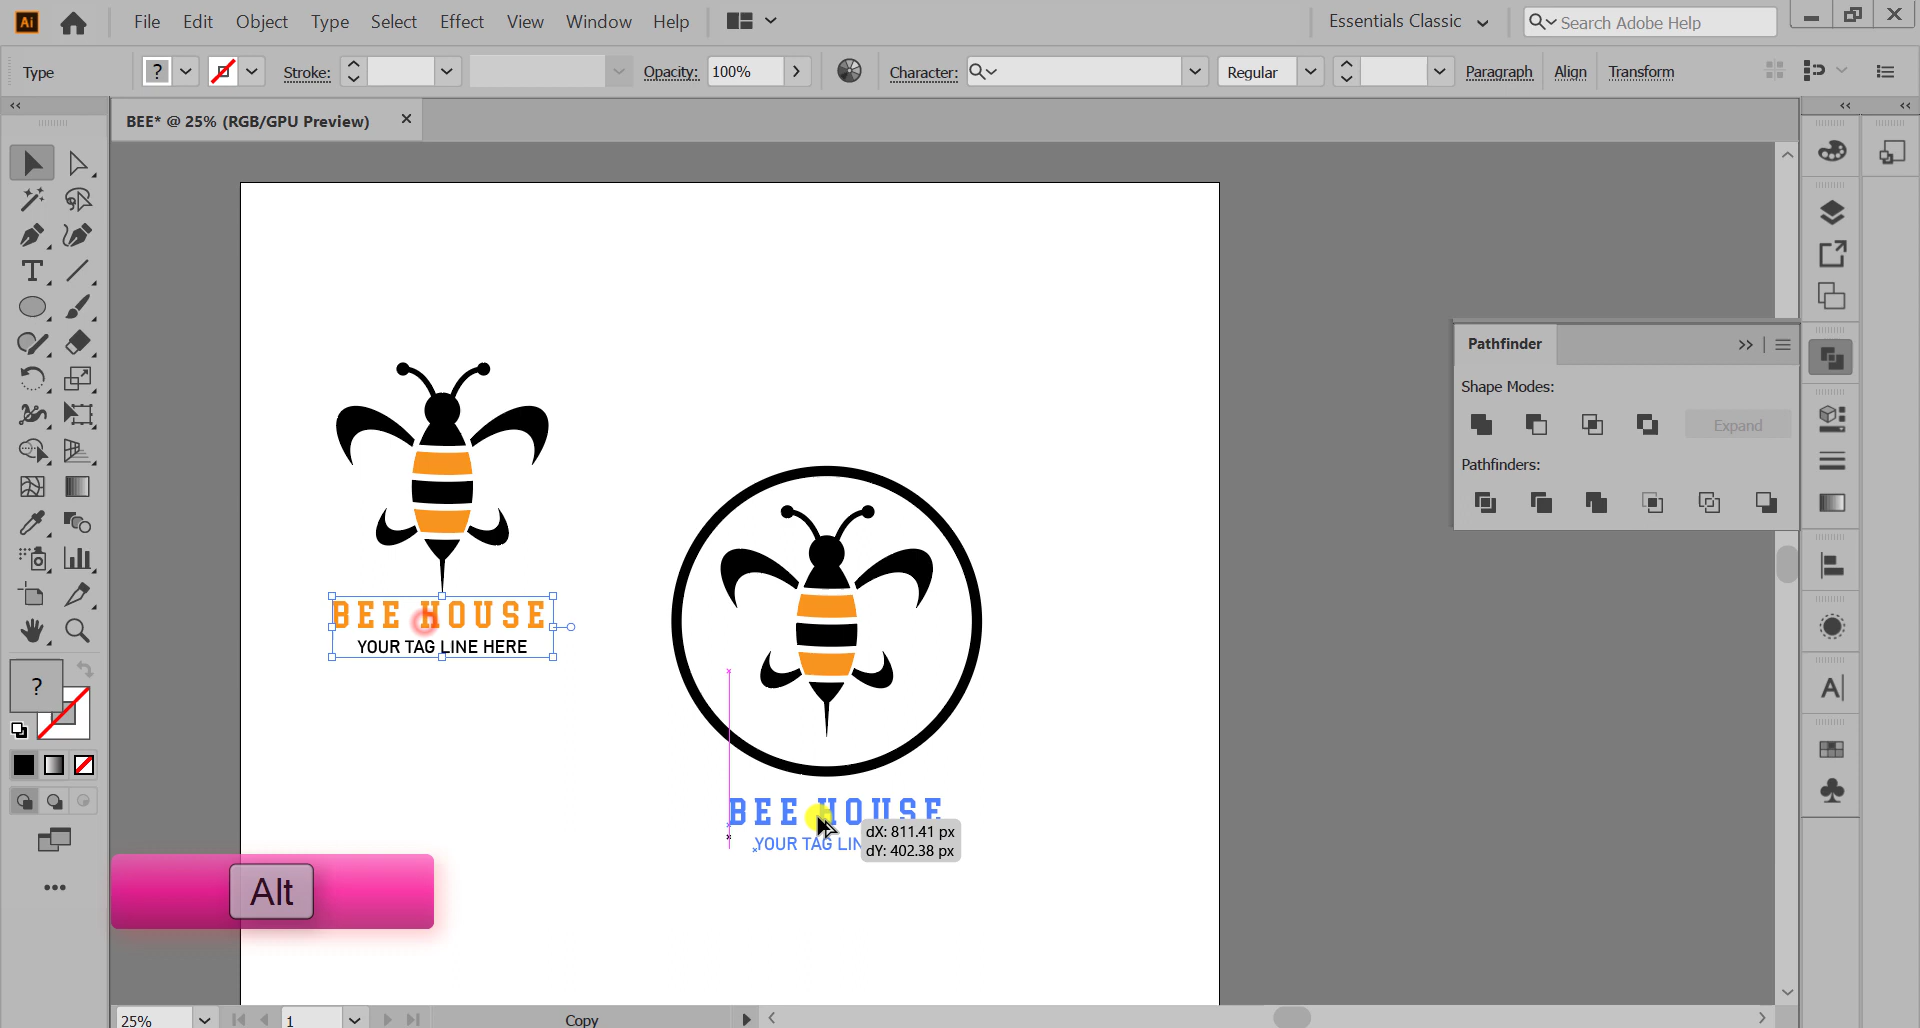 Ai File Edit Object Type Select Effect View Window Help Essentials Classic Search Adobe Help
Type ? Stroke: Opacity: 100% Character: Regular Paragraph Align Transform
BEE* @ 25% (RGB/GPU Preview)
Pathfinder
Shape Modes:
Expand
Pathfinders:
BEE HOUSE
YOUR TAG LINE HERE
?
BEE HOUSE
YOUR TAG LIN
dX: 811.41 px
dY: 402.38 px
Alt
25% 1 Copy